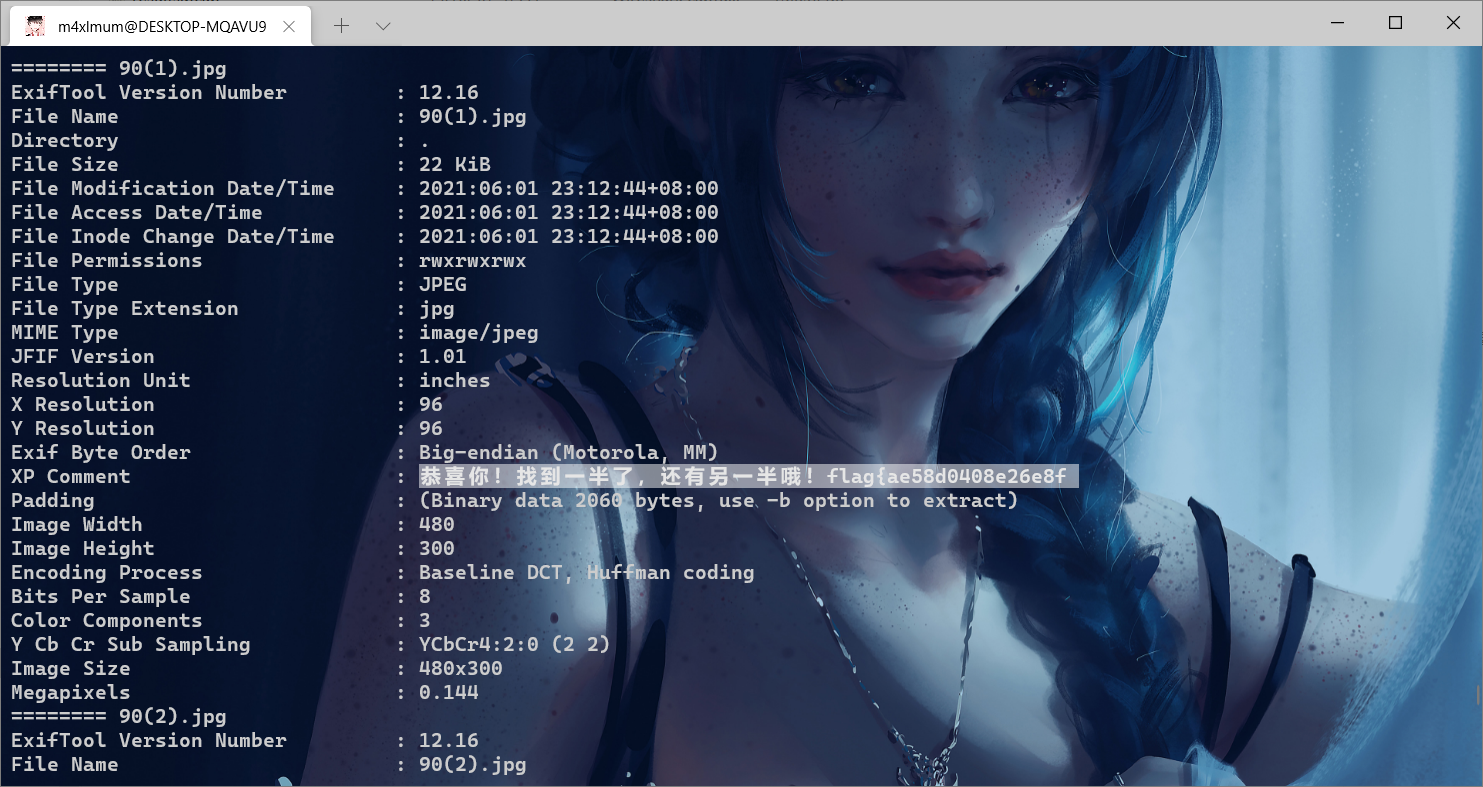 m4x1mum@DESKTOP-MQAVU9
======== 90(1).jpg
ExifTool Version Number         : 12.16
File Name                       : 90(1).jpg
Directory                       : .
File Size                       : 22 KiB
File Modification Date/Time     : 2021:06:01 23:12:44+08:00
File Access Date/Time           : 2021:06:01 23:12:44+08:00
File Inode Change Date/Time     : 2021:06:01 23:12:44+08:00
File Permissions                : rwxrwxrwx
File Type                       : JPEG
File Type Extension             : jpg
MIME Type                       : image/jpeg
JFIF Version                    : 1.01
Resolution Unit                 : inches
X Resolution                    : 96
Y Resolution                    : 96
Exif Byte Order                 : Big-endian (Motorola, MM)
XP Comment                      : 恭喜你！找到一半了，还有另一半哦！flag{ae58d0408e26e8f
Padding                         : (Binary data 2060 bytes, use -b option to extract)
Image Width                     : 480
Image Height                    : 300
Encoding Process                : Baseline DCT, Huffman coding
Bits Per Sample                 : 8
Color Components                : 3
Y Cb Cr Sub Sampling            : YCbCr4:2:0 (2 2)
Image Size                      : 480x300
Megapixels                      : 0.144
======== 90(2).jpg
ExifTool Version Number         : 12.16
File Name                       : 90(2).jpg